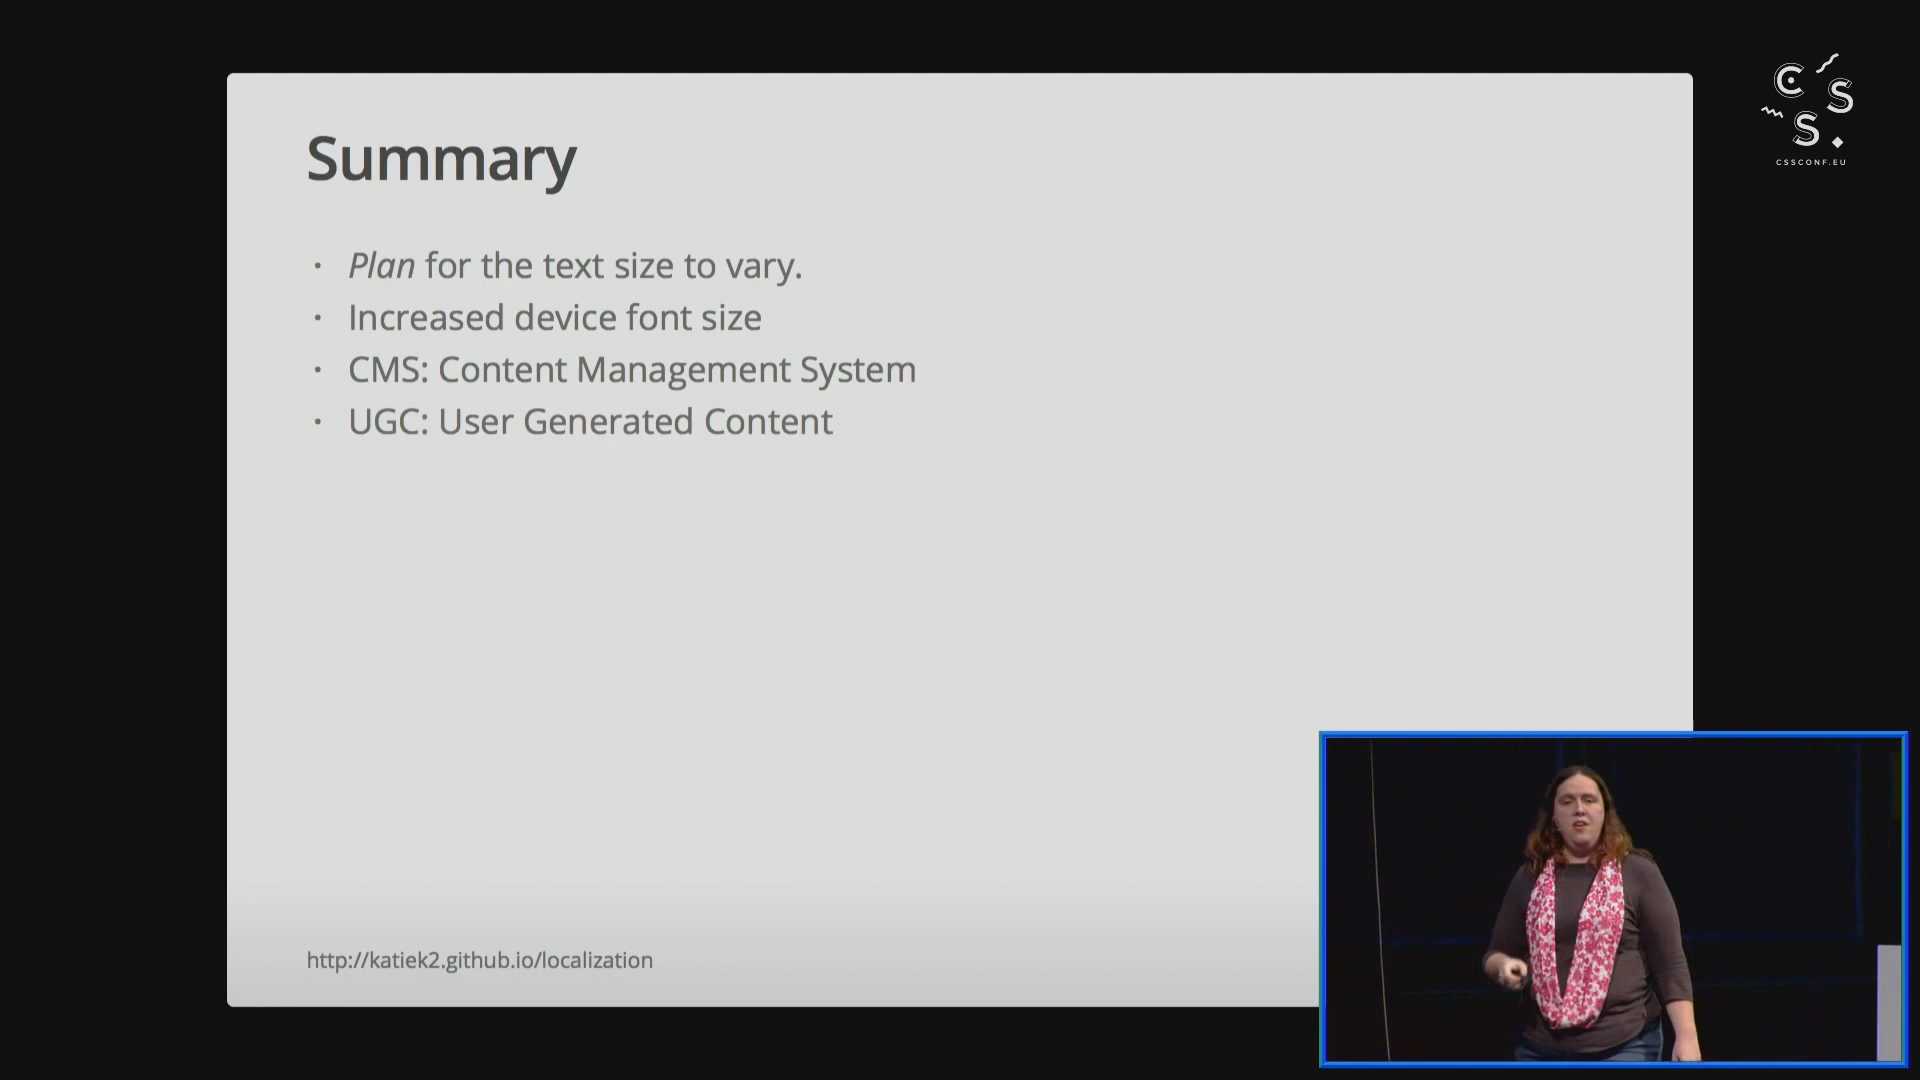 Summary
· Plan for the text size to vary.
· Increased device font size
· CMS: Content Management System
· UGC: User Generated Content
http://katiek2.github.io/localization
CSS
CSSCONF.EU